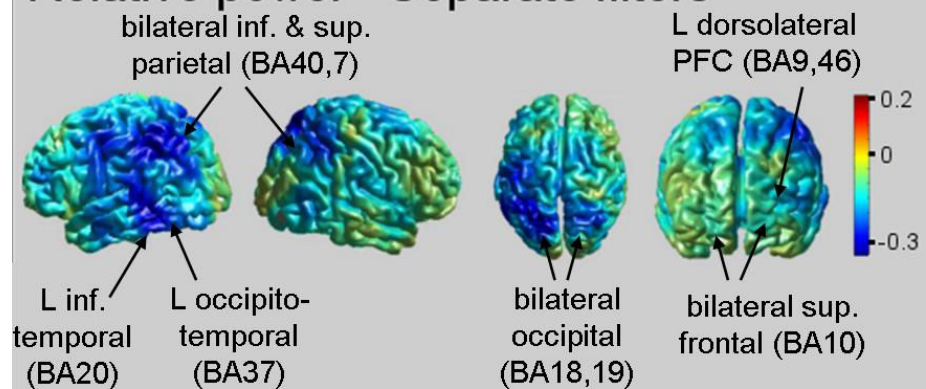 bilateral inf. & sup.
parietal (BA40,7)
L dorsolateral
PFC (BA9,46)
0.2
0
-0.3
L inf.
temporal
(BA20)
L occipito-
temporal
(BA37)
bilateral
occipital
(BA18,19)
bilateral sup.
frontal (BA10)